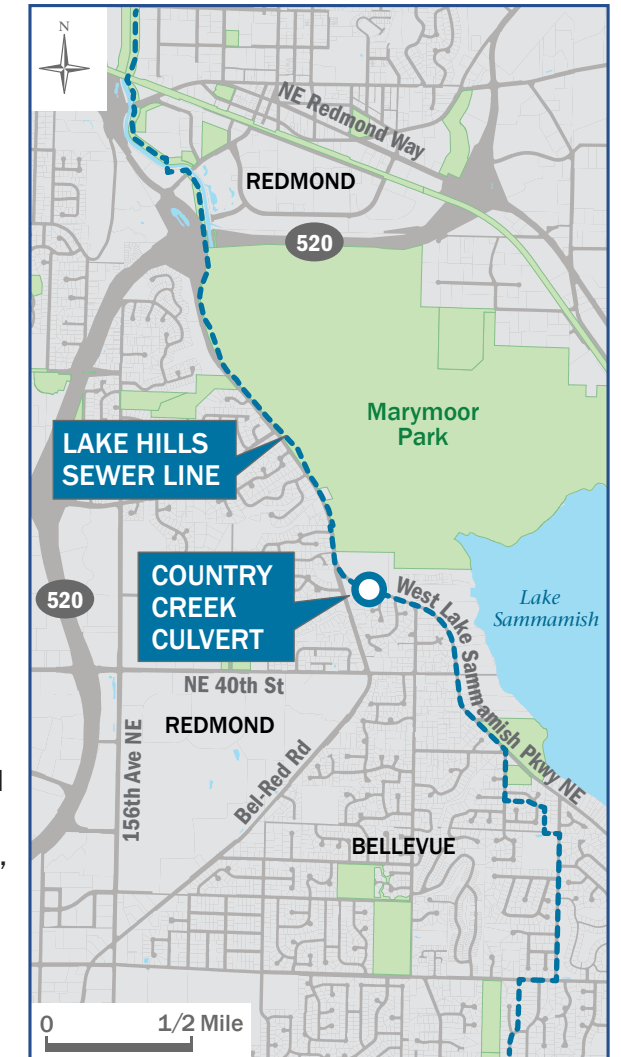 N
NE Redmond Way
REDMOND
520
Marymoor
Park
LAKE HILLS
SEWER LINE
COUNTRY
CREEK
CULVERT
520
West Lake Sammamish Pkwy NE
Lake
Sammamish
NE 40th St
REDMOND
156th Ave NE
Bel-Red Rd
BELLEVUE
0 1/2 Mile